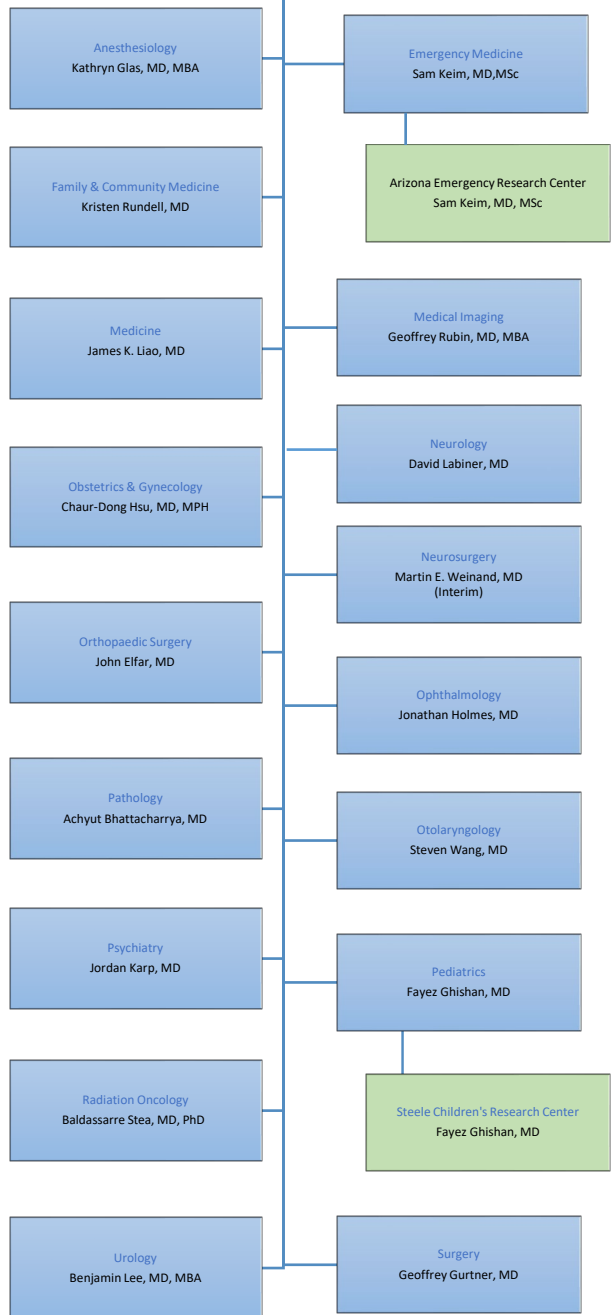 Anesthesiology
Kathryn Glas, MD, MBA
Emergency Medicine
Sam Keim, MD,MSc
Arizona Emergency Research Center
Sam Keim, MD, MSc
Family & Community Medicine
Kristen Rundell, MD
Medical Imaging
Geoffrey Rubin, MD, MBA
Medicine
James K. Liao, MD
Neurology
David Labiner, MD
Obstetrics & Gynecology
Chaur-Dong Hsu, MD, MPH
Neurosurgery
Martin E. Weinand, MD
(Interim)
Orthopaedic Surgery
John Elfar, MD
Ophthalmology
Jonathan Holmes, MD
Pathology
Achyut Bhattacharrya, MD
Otolaryngology
Steven Wang, MD
Psychiatry
Jordan Karp, MD
Pediatrics
Fayez Ghishan, MD
Radiation Oncology
Baldassarre Stea, MD, PhD
Steele Children's Research Center
Fayez Ghishan, MD
Urology
Benjamin Lee, MD, MBA
Surgery
Geoffrey Gurtner, MD